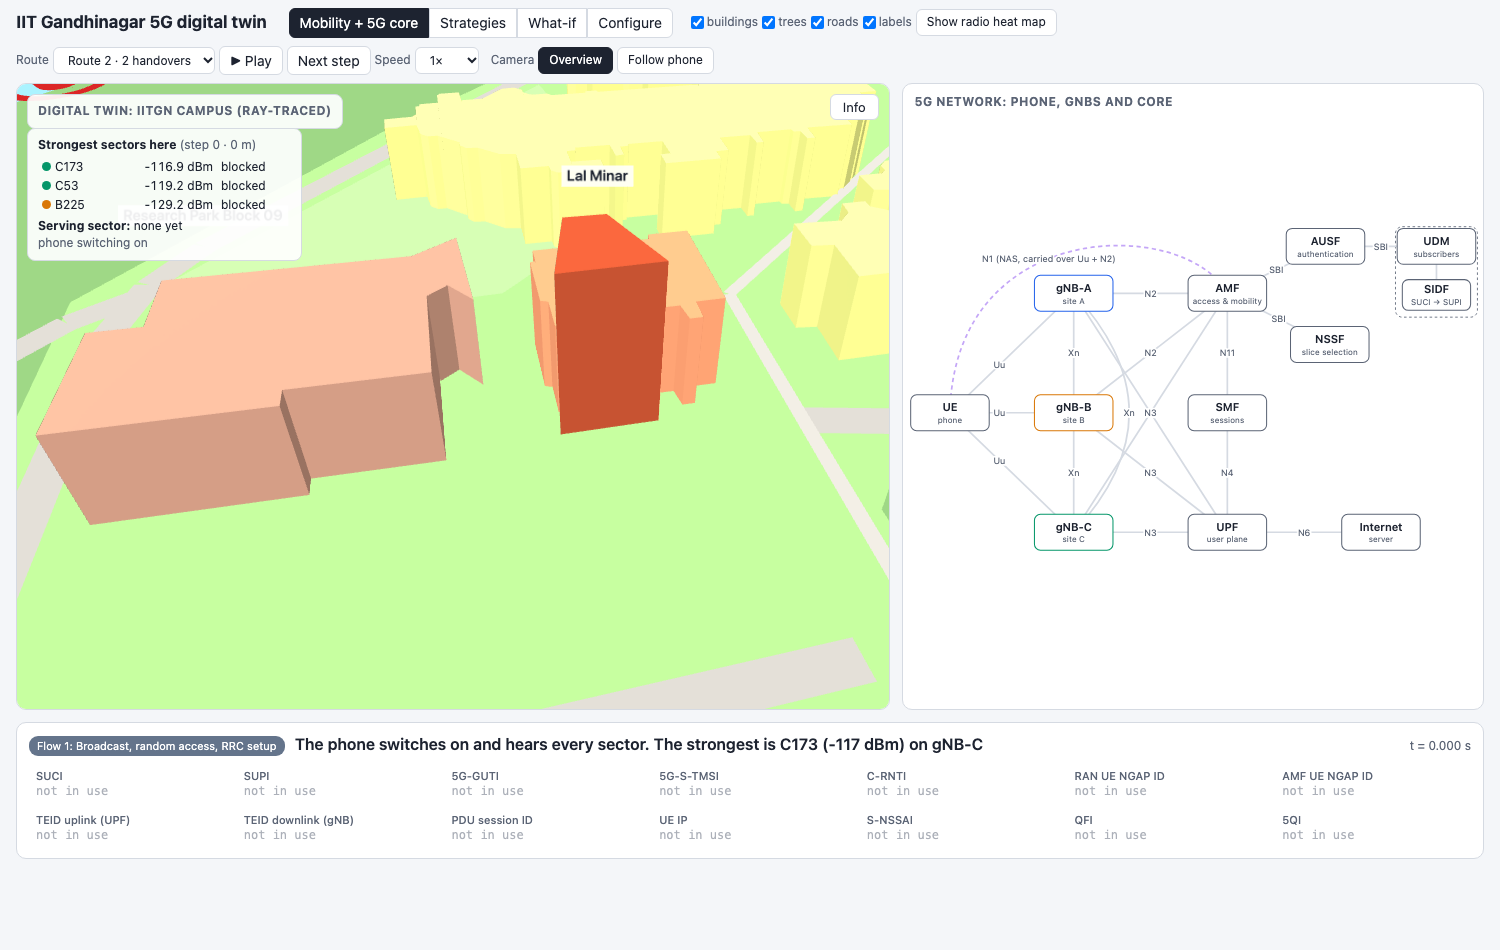 IIT Gandhinagar 5G digital twin
Mobility + 5G core
Strategies
What-if
Configure
buildings
trees
roads
labels
Show radio heat map
Route
Route 2 · 2 handovers
▶ Play
Next step
Speed
1×
Camera
Overview
Follow phone
DIGITAL TWIN: IITGN CAMPUS (RAY-TRACED)
Info
Strongest sectors here (step 0 · 0 m)
C173 -116.9 dBm blocked
C53 -119.2 dBm blocked
B225 -129.2 dBm blocked
Research Park Block 09
Serving sector: none yet
phone switching on
Lal Minar
5G NETWORK: PHONE, GNBS AND CORE
AUSF
authentication
SBI
UDM
subscribers
N1 (NAS, carried over Uu + N2)
SBI
gNB-A
site A
N2
AMF
access & mobility
SIDF
SUCI → SUPI
SBI
NSSF
slice selection
Uu
Xn
N2
N11
UE
phone
Uu
gNB-B
site B
Xn
N3
SMF
sessions
Uu
Xn
N3
N4
gNB-C
site C
N3
UPF
user plane
N6
Internet
server
Flow 1: Broadcast, random access, RRC setup
The phone switches on and hears every sector. The strongest is C173 (-117 dBm) on gNB-C
t = 0.000 s
SUCI
not in use
SUPI
not in use
5G-GUTI
not in use
5G-S-TMSI
not in use
C-RNTI
not in use
RAN UE NGAP ID
not in use
AMF UE NGAP ID
not in use
TEID uplink (UPF)
not in use
TEID downlink (gNB)
not in use
PDU session ID
not in use
UE IP
not in use
S-NSSAI
not in use
QFI
not in use
5QI
not in use